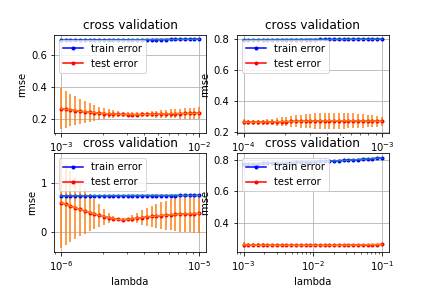 cross validation
cross validation
rmse
0.6
0.4
0.2
train error
test error
10⁻³
10⁻²
rmse
0.8
0.6
0.4
0.2
train error
test error
10⁻⁴
10⁻³
cross validation
cross validation
rmse
1
0
train error
test error
10⁻⁶
10⁻⁵
lambda
rmse
0.8
0.6
0.4
train error
test error
10⁻³
10⁻²
10⁻¹
lambda